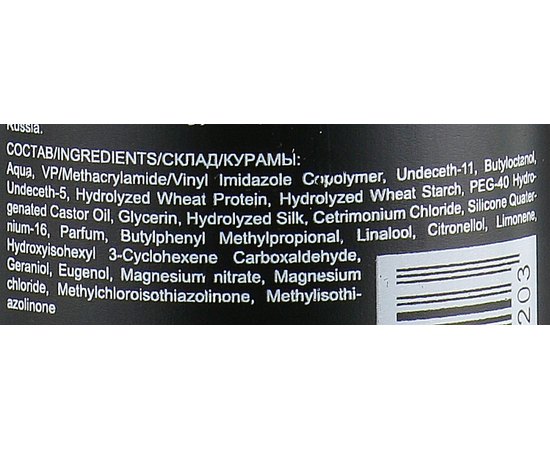 Russia.
СОСТАВ/INGREDIENTS/СКЛАД/КУРАМЫ:
Aqua, VP/Methacrylamide/Vinyl Imidazole Copolymer, Undeceth-11, Butyloctanol,
Undeceth-5, Hydrolyzed Wheat Protein, Hydrolyzed Wheat Starch, PEG-40 Hydro-
genated Castor Oil, Glycerin, Hydrolyzed Silk, Cetrimonium Chloride, Silicone Quater-
nium-16, Parfum, Butylphenyl Methylpropional, Linalool, Citronellol, Limonene,
Hydroxyisohexyl 3-Cyclohexene Carboxaldehyde,
Geraniol, Eugenol, Magnesium nitrate, Magnesium
chloride, Methylchloroisothiazolinone, Methylisothi-
azolinone
203